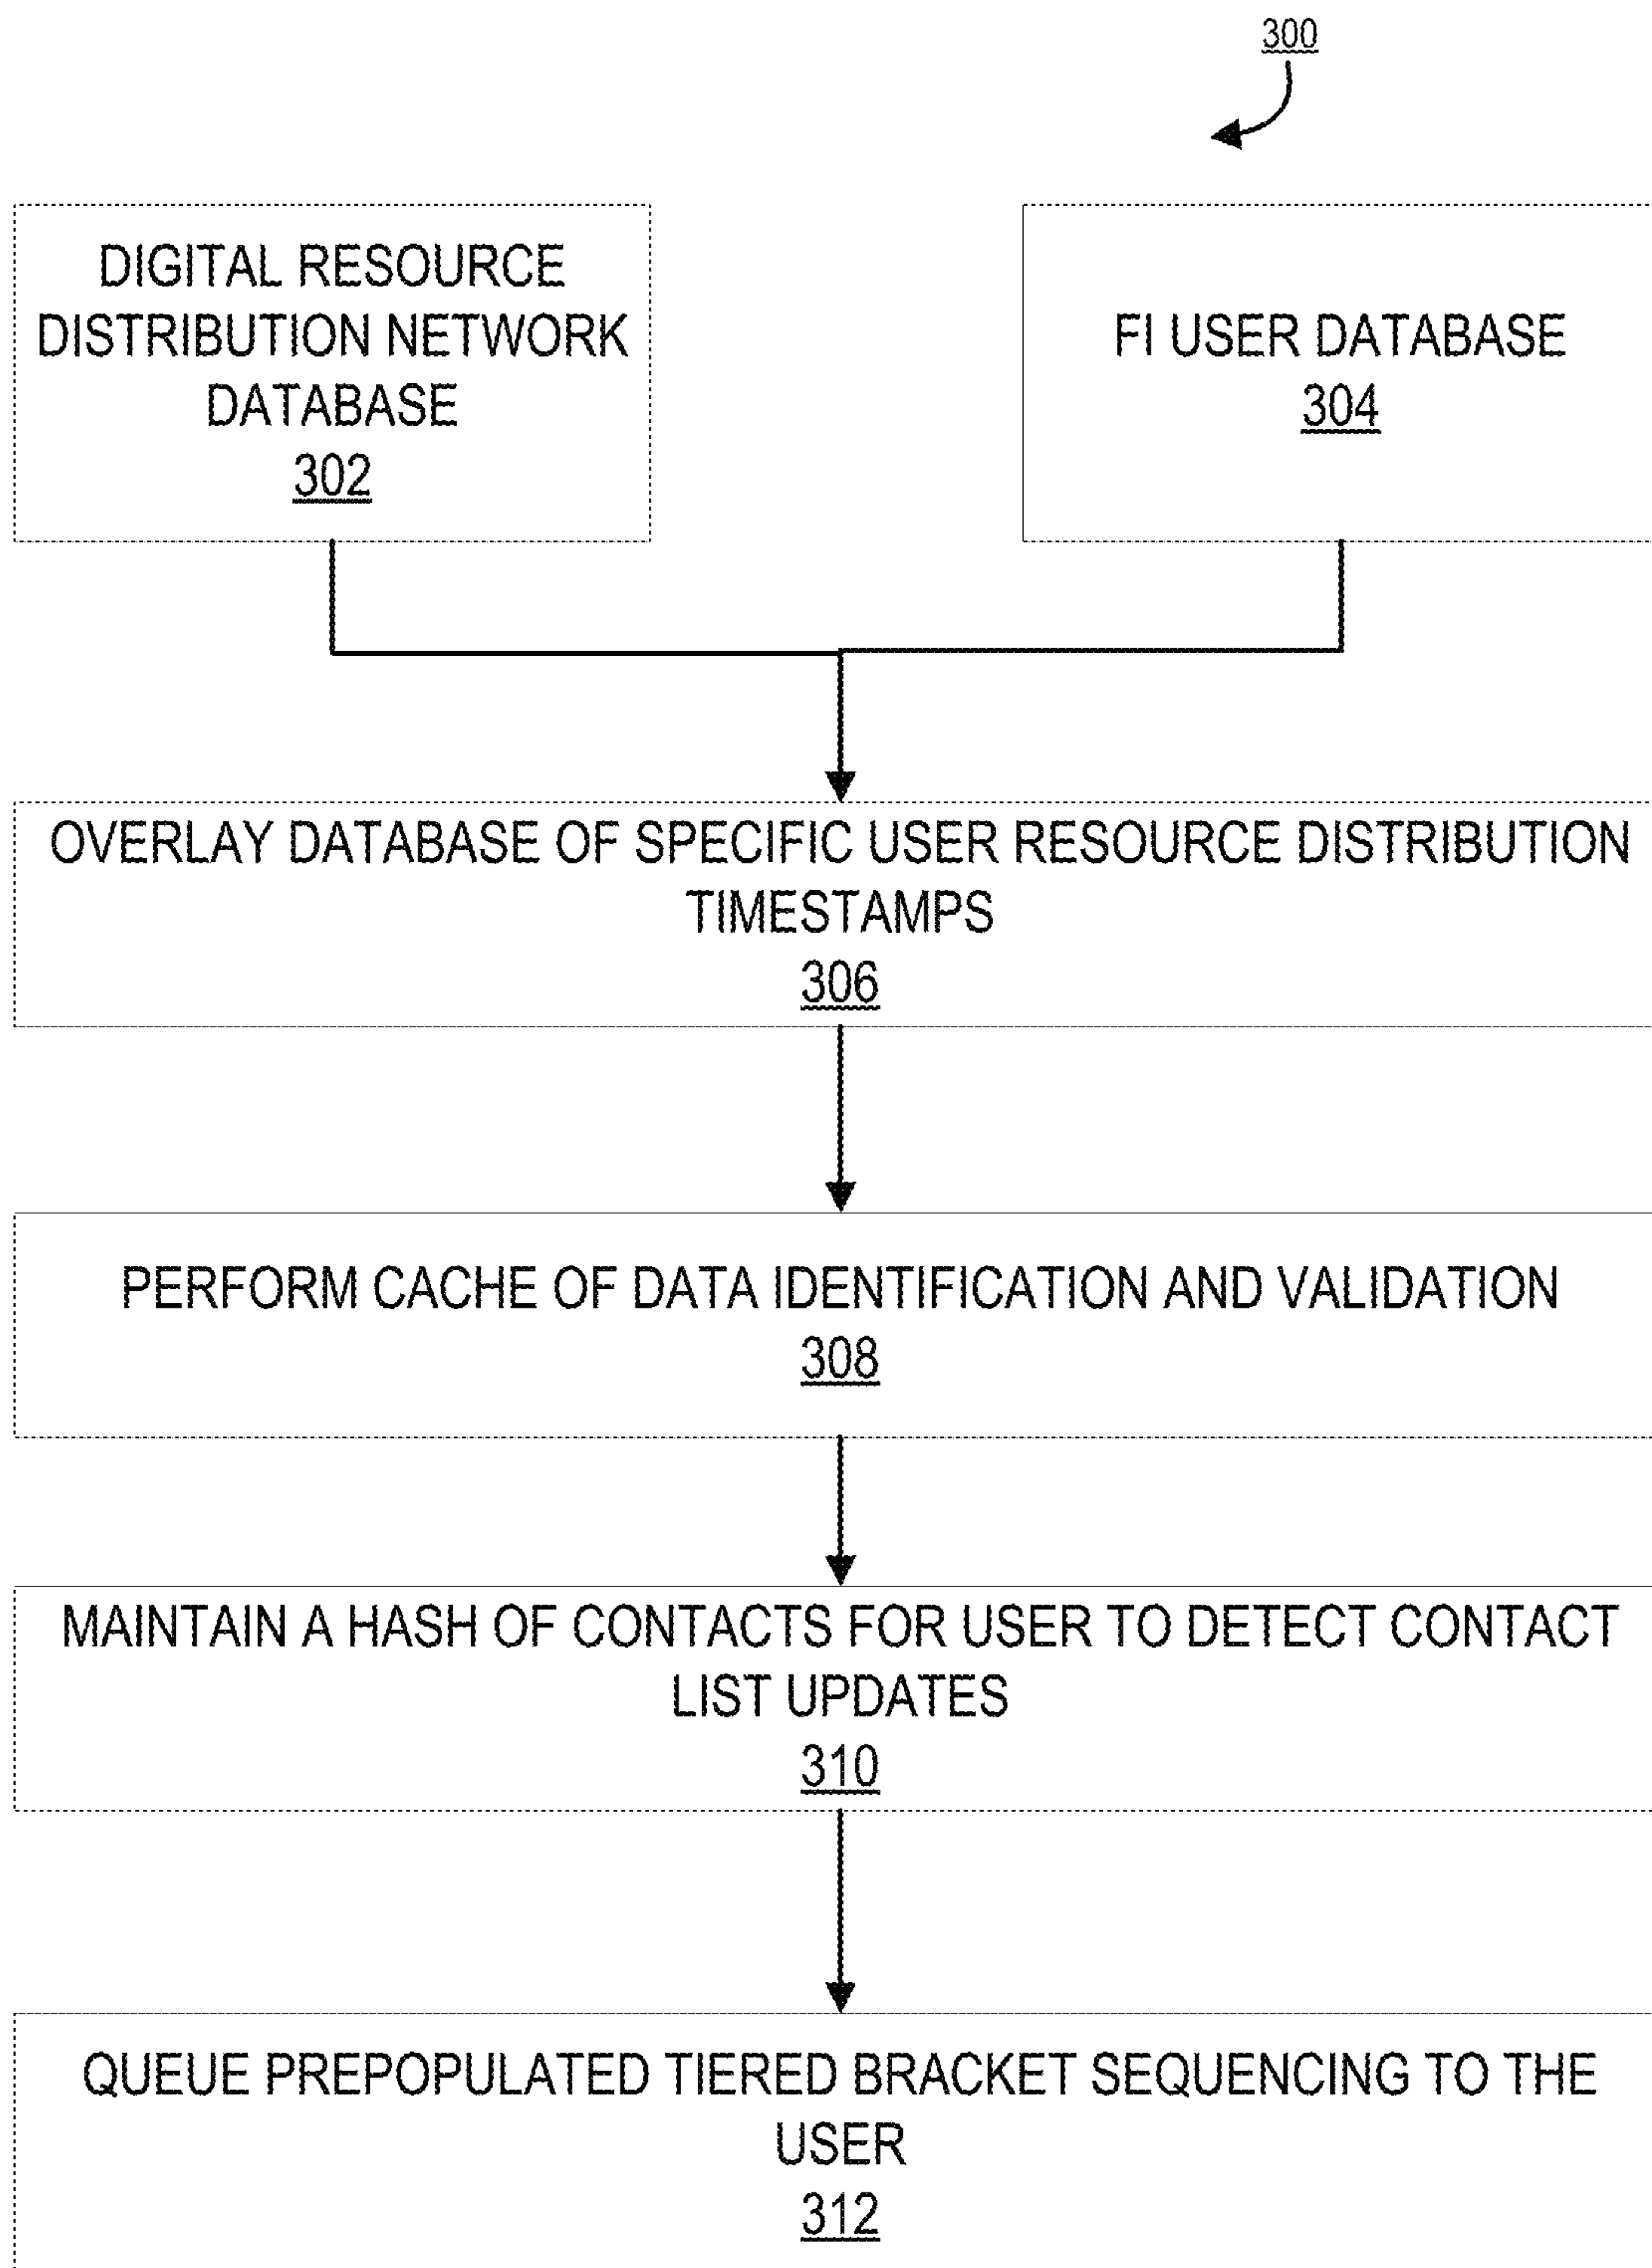 300
DIGITAL RESOURCE
DISTRIBUTION NETWORK
DATABASE
302
FI USER DATABASE
304
OVERLAY DATABASE OF SPECIFIC USER RESOURCE DISTRIBUTION
TIMESTAMPS
306
PERFORM CACHE OF DATA IDENTIFICATION AND VALIDATION
308
MAINTAIN A HASH OF CONTACTS FOR USER TO DETECT CONTACT
LIST UPDATES
310
QUEUE PREPOPULATED TIERED BRACKET SEQUENCING TO THE
USER
312